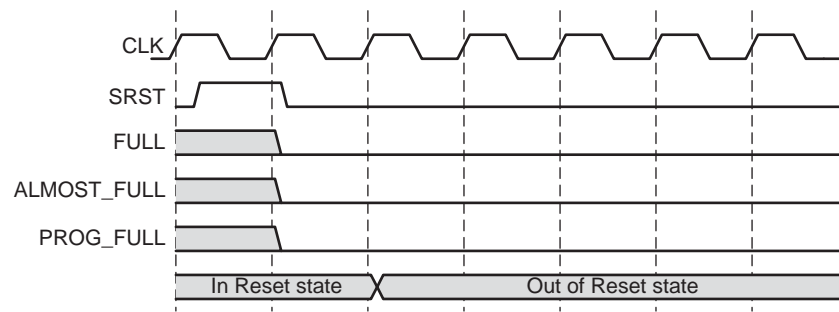 CLK
SRST
FULL
ALMOST_FULL
PROG_FULL
In Reset state Out of Reset state